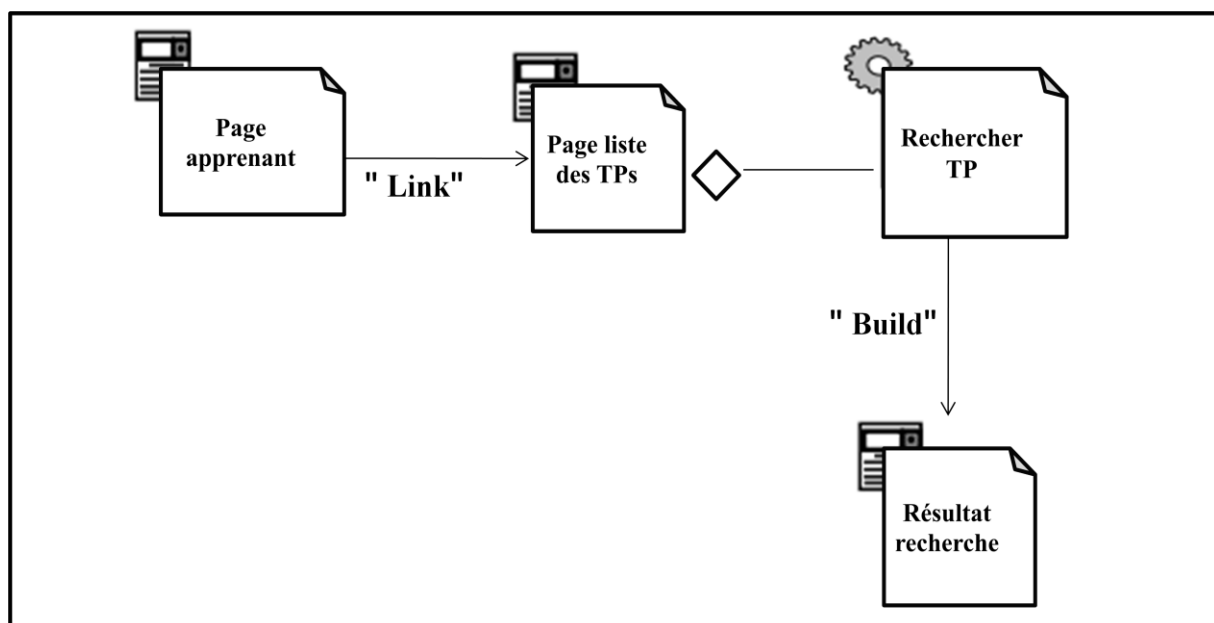 Page
apprenant
" Link"
Page liste
des TPs
Rechercher
TP
" Build"
Résultat
recherche